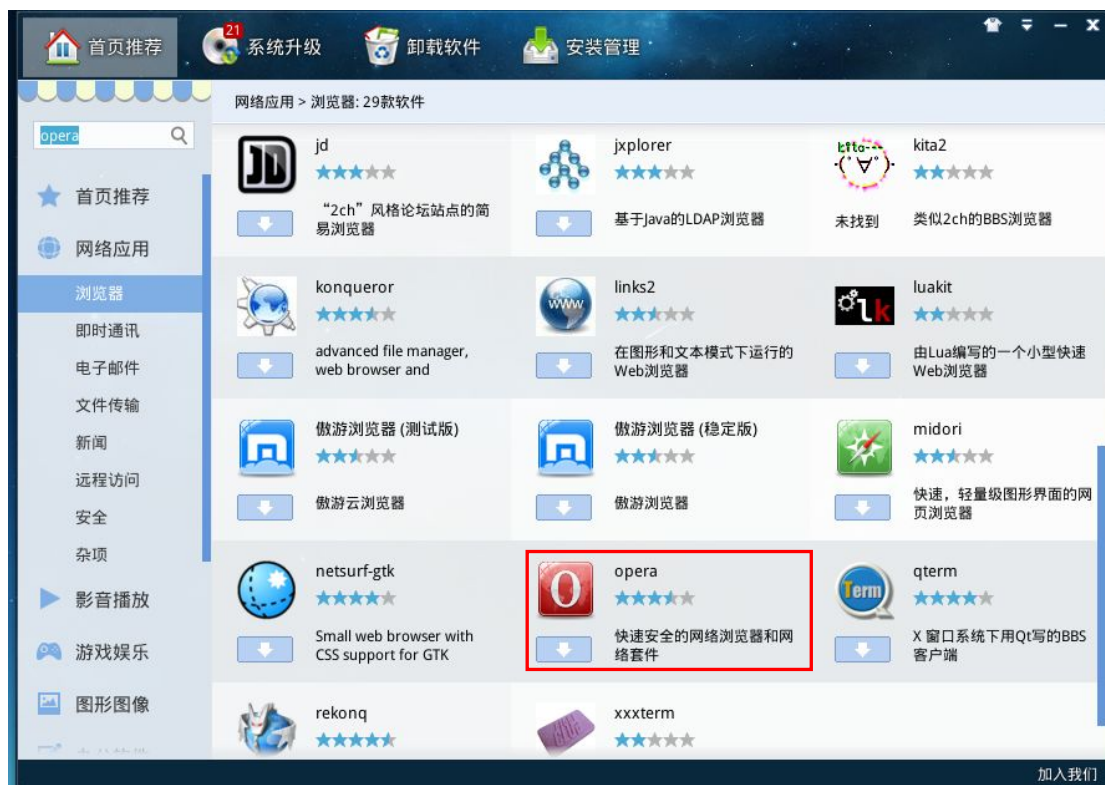 首页推荐
21
系统升级
卸载软件
安装管理
网络应用 > 浏览器: 29款软件
opera
首页推荐
网络应用
浏览器
即时通讯
电子邮件
文件传输
新闻
远程访问
安全
杂项
影音播放
游戏娱乐
图形图像
JD
jd
“2ch”风格论坛站点的简
易浏览器
jxplorer
基于Java的LDAP浏览器
kita2
未找到
类似2ch的BBS浏览器
konqueror
advanced file manager,
web browser and
www
links2
在图形和文本模式下运行的
Web浏览器
lk
luakit
由Lua编写的一个小型快速
Web浏览器
傲游浏览器 (测试版)
傲游云浏览器
傲游浏览器 (稳定版)
傲游浏览器
midori
快速，轻量级图形界面的网
页浏览器
netsurf-gtk
Small web browser with
CSS support for GTK
O
opera
快速安全的网络浏览器和网
络套件
Term
qterm
X 窗口系统下用Qt写的BBS
客户端
rekonq
xxxterm
加入我们